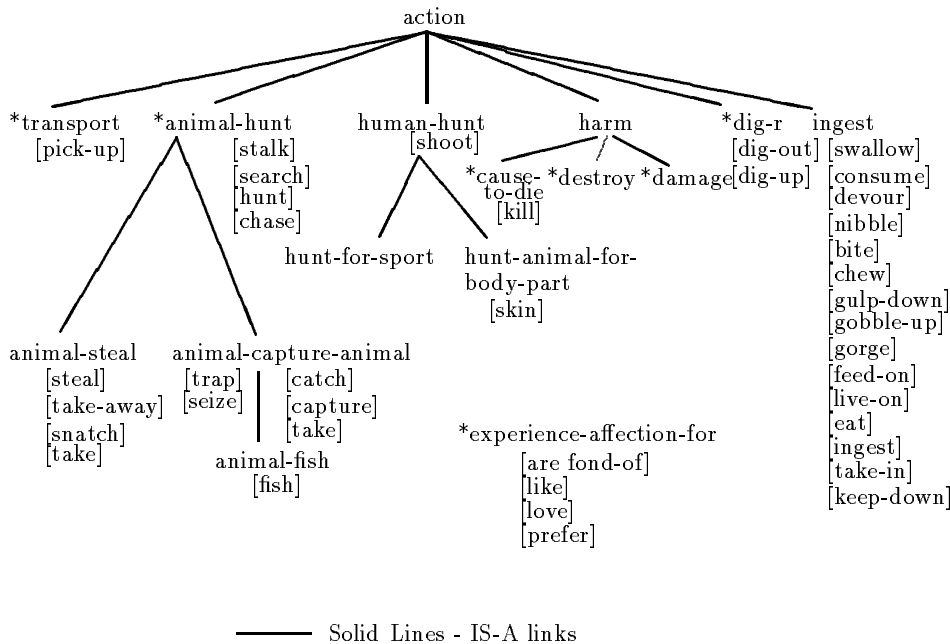 action
*transport
[pick-up]
*animal-hunt
[stalk]
[search]
[hunt]
[chase]
human-hunt
[shoot]
harm
*cause-
to-die
[kill]
*destroy
*damage
*dig-r
[dig-out]
[dig-up]
ingest
[swallow]
[consume]
[devour]
[nibble]
[bite]
[chew]
[gulp-down]
[gobble-up]
[gorge]
[feed-on]
[live-on]
[eat]
[ingest]
[take-in]
[keep-down]
hunt-for-sport
hunt-animal-for-
body-part
[skin]
animal-steal
[steal]
[take-away]
[snatch]
[take]
animal-capture-animal
[trap]
[seize]
[catch]
[capture]
[take]
animal-fish
[fish]
*experience-affection-for
[are fond-of]
[like]
[love]
[prefer]
Solid Lines - IS-A links